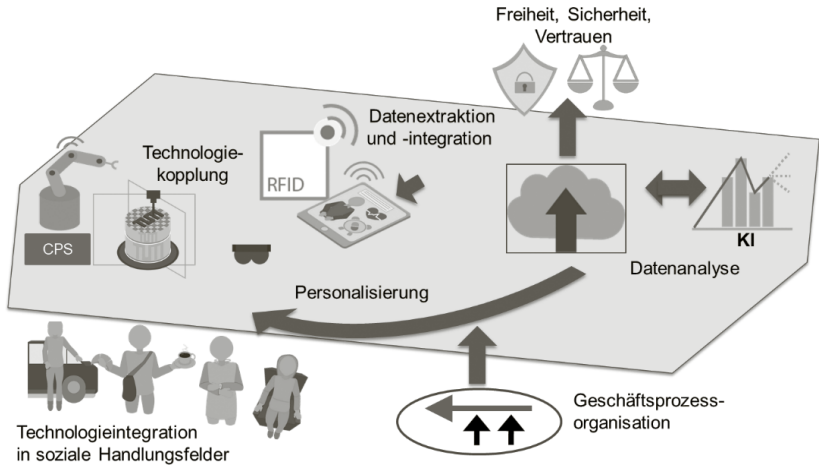 Freiheit, Sicherheit,
Vertrauen
Datenextraktion
und -integration
Technologie-
kopplung
RFID
CPS
KI
Datenanalyse
Personalisierung
Geschäftsprozess-
organisation
Technologieintegration
in soziale Handlungsfelder